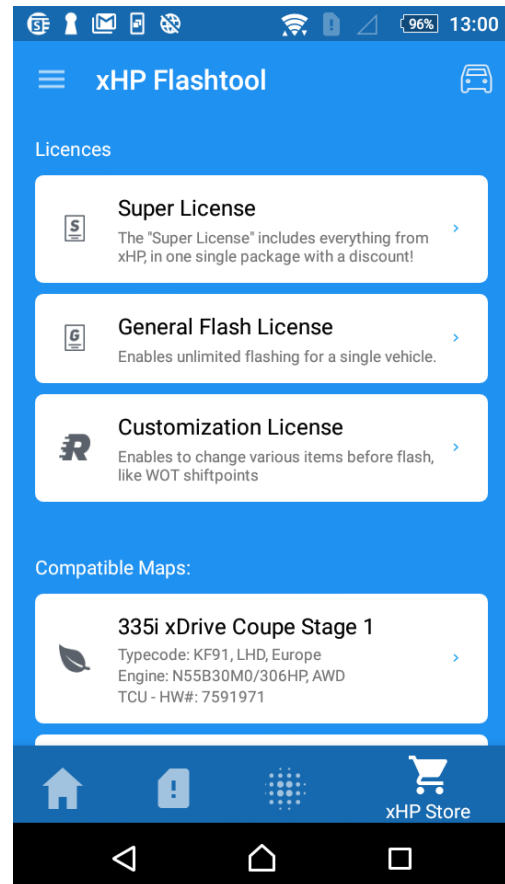 96%
13:00
xHP Flashtool
Licences
S
Super License
The "Super License" includes everything from
xHP, in one single package with a discount!
G
General Flash License
Enables unlimited flashing for a single vehicle.
R
Customization License
Enables to change various items before flash,
like WOT shiftpoints
Compatible Maps:
335i xDrive Coupe Stage 1
Typecode: KF91, LHD, Europe
Engine: N55B30M0/306HP, AWD
TCU - HW#: 7591971
xHP Store